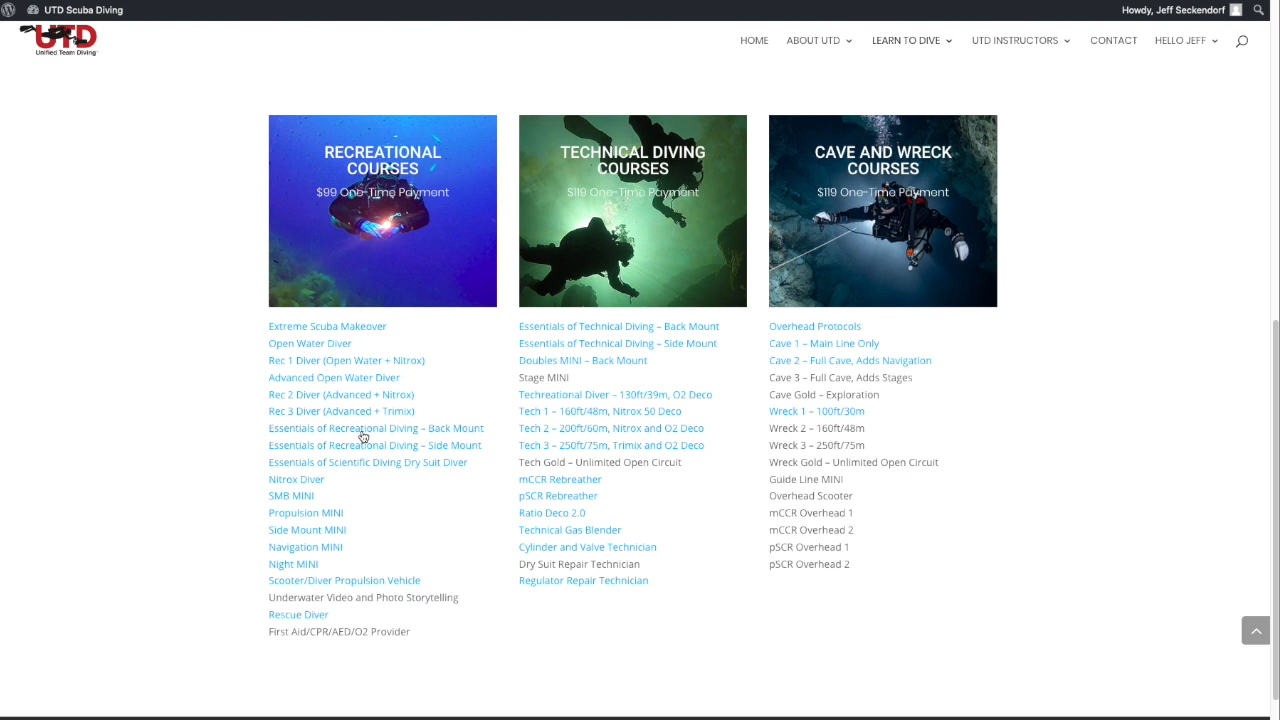 UTD Scuba Diving
Howdy, Jeff Seckendorf
UTD
Unified Team Diving
HOME
ABOUT UTD
LEARN TO DIVE
UTD INSTRUCTORS
CONTACT
HELLO JEFF
RECREATIONAL
COURSES
$99 One-Time Payment
Extreme Scuba Makeover
Open Water Diver
Rec 1 Diver (Open Water + Nitrox)
Advanced Open Water Diver
Rec 2 Diver (Advanced + Nitrox)
Rec 3 Diver (Advanced + Trimix)
Essentials of Recreational Diving – Back Mount
Essentials of Recreational Diving – Side Mount
Essentials of Scientific Diving Dry Suit Diver
Nitrox Diver
SMB MINI
Propulsion MINI
Side Mount MINI
Navigation MINI
Night MINI
Scooter/Diver Propulsion Vehicle
Underwater Video and Photo Storytelling
Rescue Diver
First Aid/CPR/AED/O2 Provider
TECHNICAL DIVING
COURSES
$119 One-Time Payment
Essentials of Technical Diving – Back Mount
Essentials of Technical Diving – Side Mount
Doubles MINI – Back Mount
Stage MINI
Techreational Diver – 130ft/39m, O2 Deco
Tech 1 – 160ft/48m, Nitrox 50 Deco
Tech 2 – 200ft/60m, Nitrox and O2 Deco
Tech 3 – 250ft/75m, Trimix and O2 Deco
Tech Gold – Unlimited Open Circuit
mCCR Rebreather
pSCR Rebreather
Ratio Deco 2.0
Technical Gas Blender
Cylinder and Valve Technician
Dry Suit Repair Technician
Regulator Repair Technician
CAVE AND WRECK
COURSES
$119 One-Time Payment
Overhead Protocols
Cave 1 – Main Line Only
Cave 2 – Full Cave, Adds Navigation
Cave 3 – Full Cave, Adds Stages
Cave Gold – Exploration
Wreck 1 – 100ft/30m
Wreck 2 – 160ft/48m
Wreck 3 – 250ft/75m
Wreck Gold – Unlimited Open Circuit
Guide Line MINI
Overhead Scooter
mCCR Overhead 1
mCCR Overhead 2
pSCR Overhead 1
pSCR Overhead 2